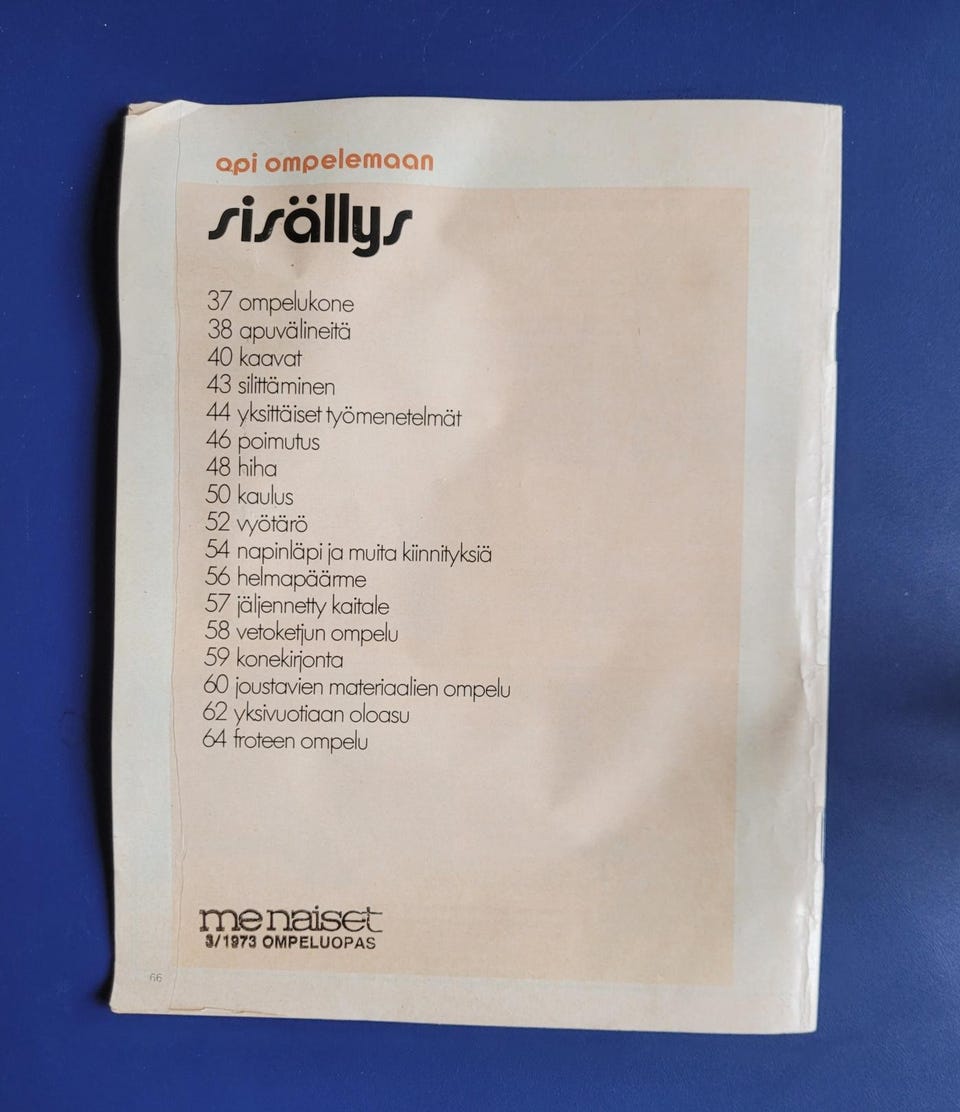 opi ompelemaan
sisällys
37 ompelukone
38 apuvälineitä
40 kaavat
43 silittäminen
44 yksittäiset työmenetelmät
46 poimutus
48 hiha
50 kaulus
52 vyötärö
54 napinläpi ja muita kiinnityksiä
56 helmapäärme
57 jäljennetty kaitale
58 vetoketjun ompelu
59 konekirjonta
60 joustavien materiaalien ompelu
62 yksivuotiaan oloasu
64 froteen ompelu
me naiset
3/1973 OMPELUOPAS
66